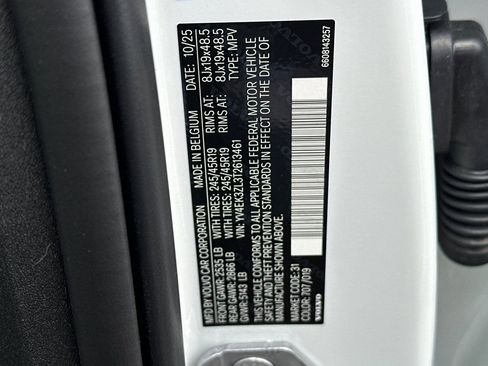 MFD BY VOLVO CAR CORPORATION MADE IN BELGIUM DATE: 10/25
FRONT GAWR: 2535 LB WITH TIRES: 245/45R19 RIMS AT: 8Jx19x48.5
REAR GAWR: 2866 LB WITH TIRES: 245/45R19 RIMS AT: 8Jx19x48.5
GVWR: 5143 LB VIN: YV4EK3ZL3T2613461 TYPE: MPV
THIS VEHICLE CONFORMS TO ALL APPLICABLE FEDERAL MOTOR VEHICLE
SAFETY AND THEFT PREVENTION STANDARDS IN EFFECT ON THE DATE OF
MANUFACTURE SHOWN ABOVE.
MARKET CODE: 31
COLOR: 707/009
VOLVO
6608143257